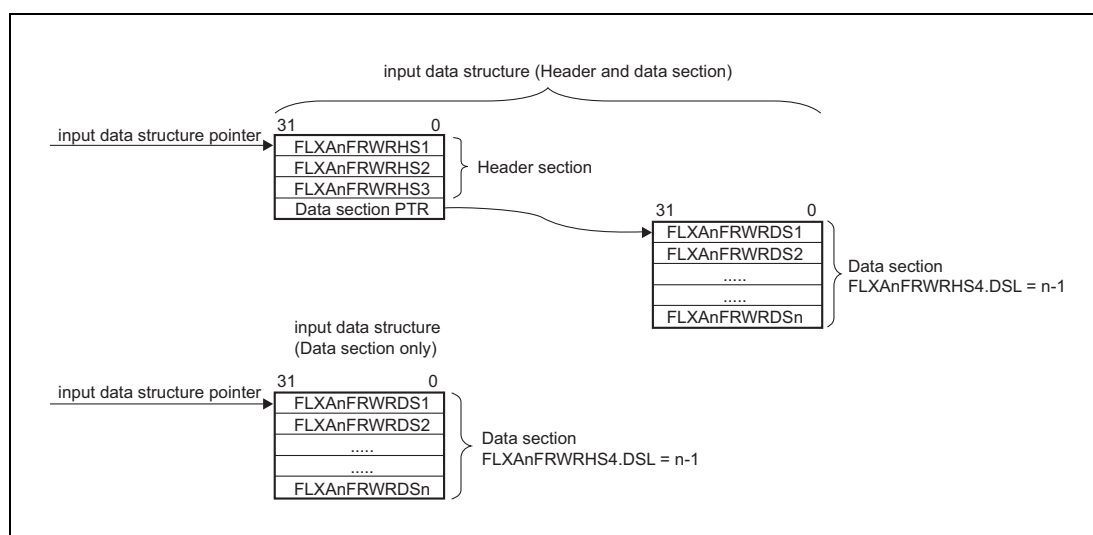 input data structure (Header and data section)
input data structure pointer
31 0
FLXAnFRWRHS1
FLXAnFRWRHS2
FLXAnFRWRHS3
Data section PTR
Header section
31 0
FLXAnFRWRDS1
FLXAnFRWRDS2
.....
.....
FLXAnFRWRDSn
Data section
FLXAnFRWRHS4.DSL = n-1
input data structure
(Data section only)
input data structure pointer
31 0
FLXAnFRWRDS1
FLXAnFRWRDS2
.....
.....
FLXAnFRWRDSn
Data section
FLXAnFRWRHS4.DSL = n-1